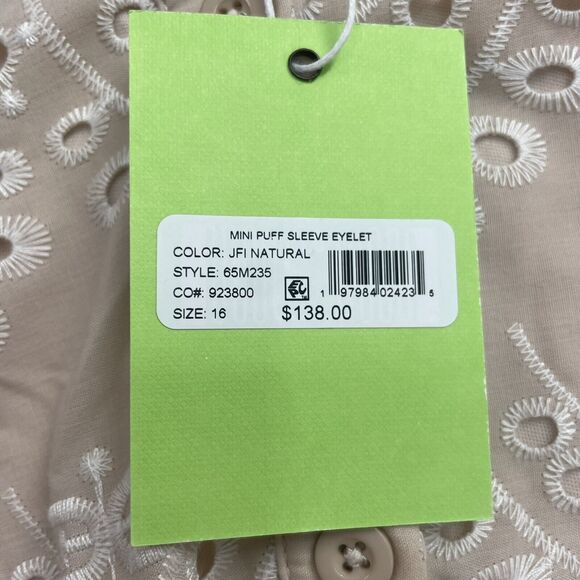 MINI PUFF SLEEVE EYELET
COLOR: JFI NATURAL
STYLE: 65M235
CO#: 923800
SIZE: 16 $138.00
1 97984 02423 5